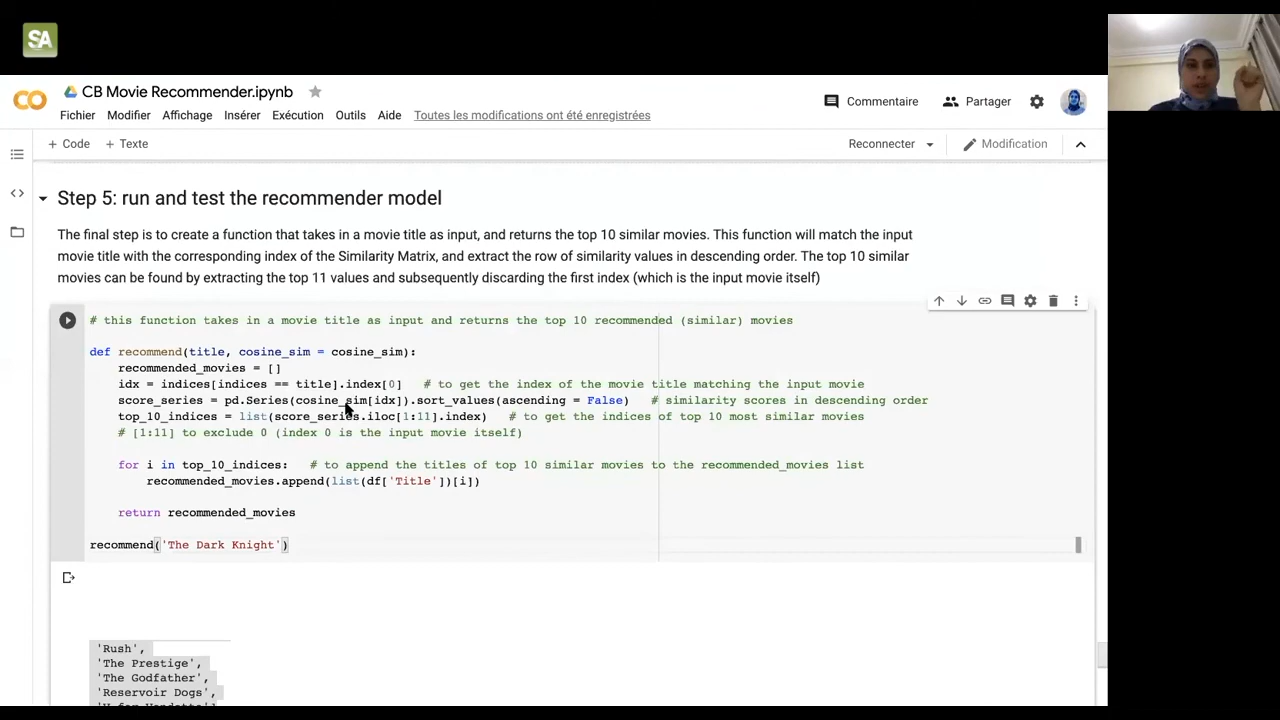 SA
CB Movie Recommender.ipynb
Commentaire
Partager
Fichier Modifier Affichage Insérer Exécution Outils Aide Toutes les modifications ont été enregistrées
+ Code + Texte
Reconnecter
Modification
Step 5: run and test the recommender model
The final step is to create a function that takes in a movie title as input, and returns the top 10 similar movies. This function will match the input
movie title with the corresponding index of the Similarity Matrix, and extract the row of similarity values in descending order. The top 10 similar
movies can be found by extracting the top 11 values and subsequently discarding the first index (which is the input movie itself)
# this function takes in a movie title as input and returns the top 10 recommended (similar) movies
def recommend(title, cosine_sim = cosine_sim):
recommended_movies = []
idx = indices[indices == title].index[0] # to get the index of the movie title matching the input movie
score_series = pd.Series(cosine_sim[idx]).sort_values(ascending = False) # similarity scores in descending order
top_10_indices = list(score_series.iloc[1:11].index) # to get the indices of top 10 most similar movies
# [1:11] to exclude 0 (index 0 is the input movie itself)
for i in top_10_indices: # to append the titles of top 10 similar movies to the recommended_movies list
recommended_movies.append(list(df['Title'])[i])
return recommended_movies
recommend('The Dark Knight')
'Rush',
'The Prestige',
'The Godfather',
'Reservoir Dogs',